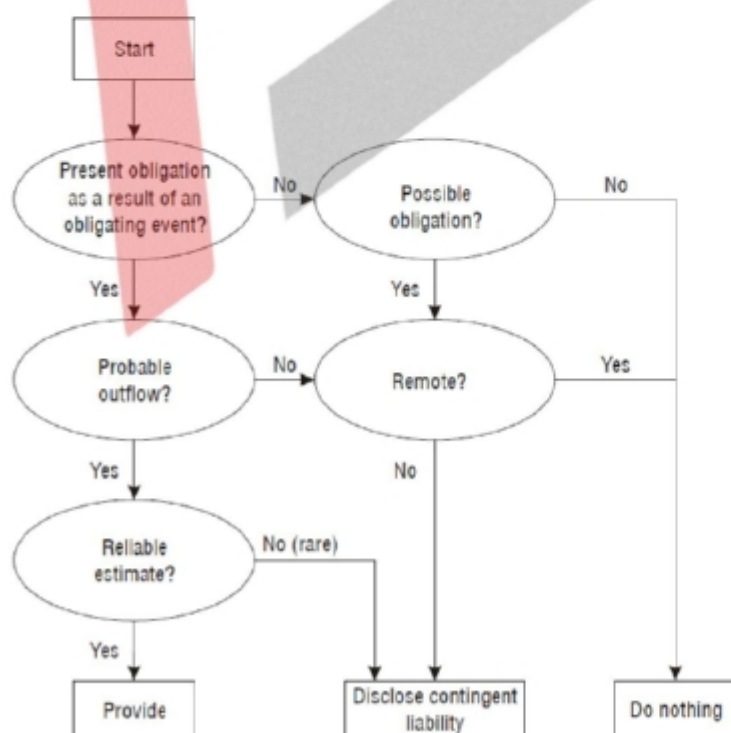 Start
Present obligation
as a result of an
obligating event?
No
Possible
obligation?
No
Yes
Yes
Probable
outflow?
No
Remote?
Yes
Yes
No
Reliable
estimate?
No (rare)
Yes
Provide
Disclose contingent
liability
Do nothing